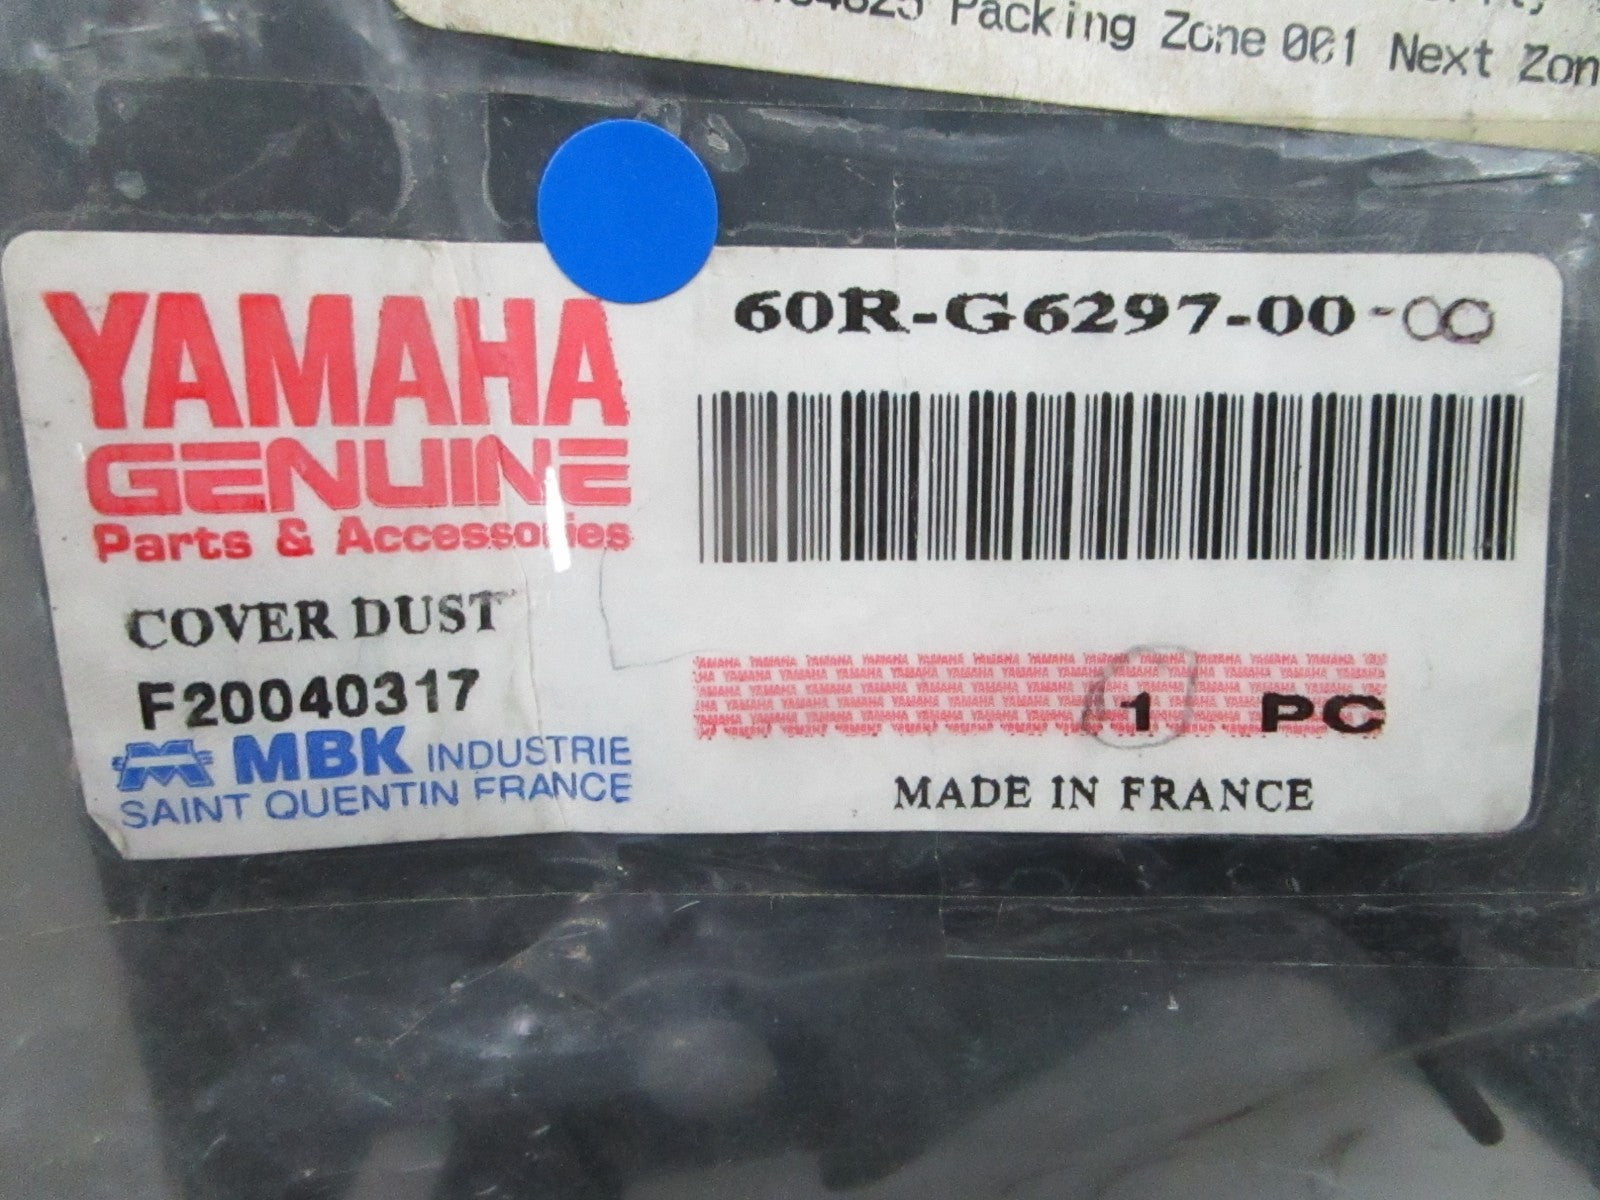 Packing Zone 001 Next Zon
60R-G6297-00-00
YAMAHA
GENUINE
Parts & Accessories
COVER DUST
F20040317
MBK INDUSTRIE
SAINT QUENTIN FRANCE
1 PC
MADE IN FRANCE